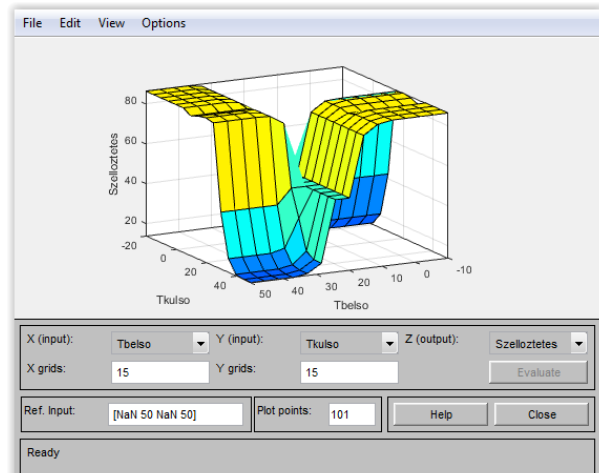 File Edit View Options
80
60
40
20
Szelloztetes
-20
0
20
40
Tkulso
50
40
30
20
10
0
-10
Tbelso
X (input): Tbelso Y (input): Tkulso Z (output): Szelloztetes
X grids: 15 Y grids: 15 Evaluate
Ref. Input: [NaN 50 NaN 50] Plot points: 101 Help Close
Ready